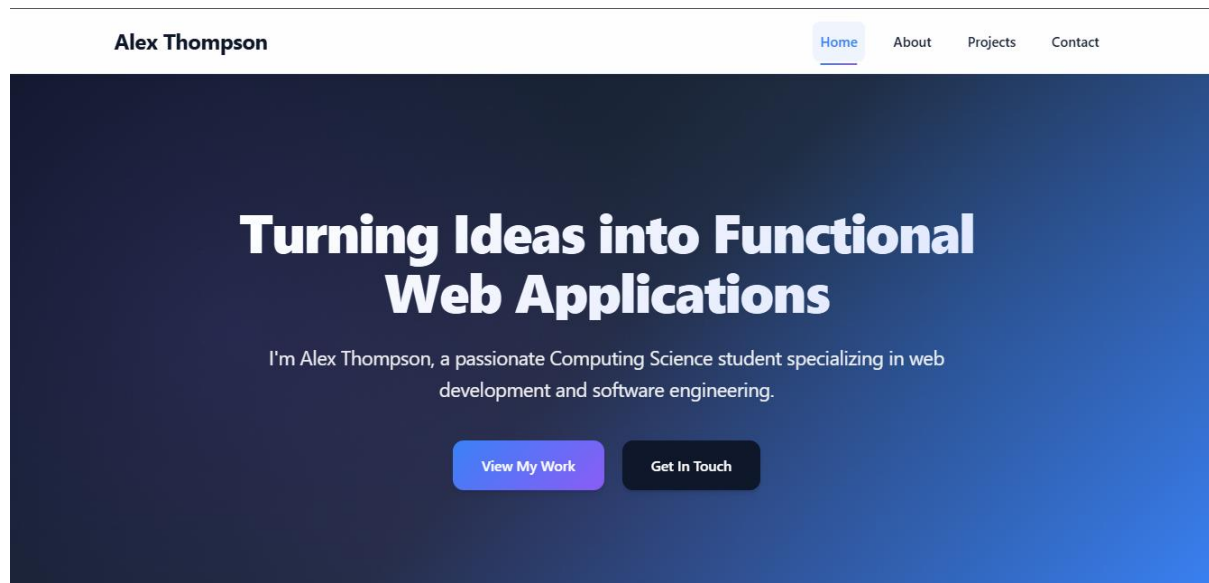 Alex Thompson
Home About Projects Contact
Turning Ideas into Functional
Web Applications
I'm Alex Thompson, a passionate Computing Science student specializing in web
development and software engineering.
View My Work
Get In Touch